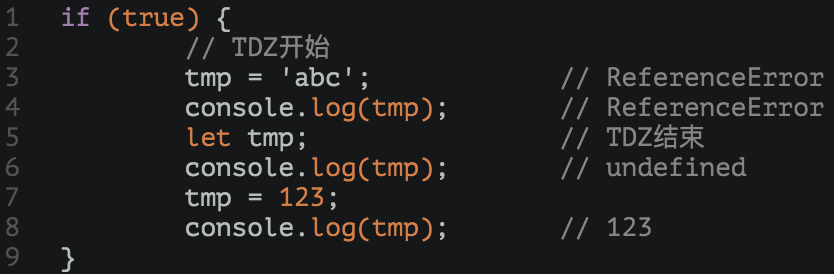 1 if (true) {
2 // TDZ开始
3 tmp = 'abc'; // ReferenceError
4 console.log(tmp); // ReferenceError
5 let tmp; // TDZ结束
6 console.log(tmp); // undefined
7 tmp = 123;
8 console.log(tmp); // 123
9 }